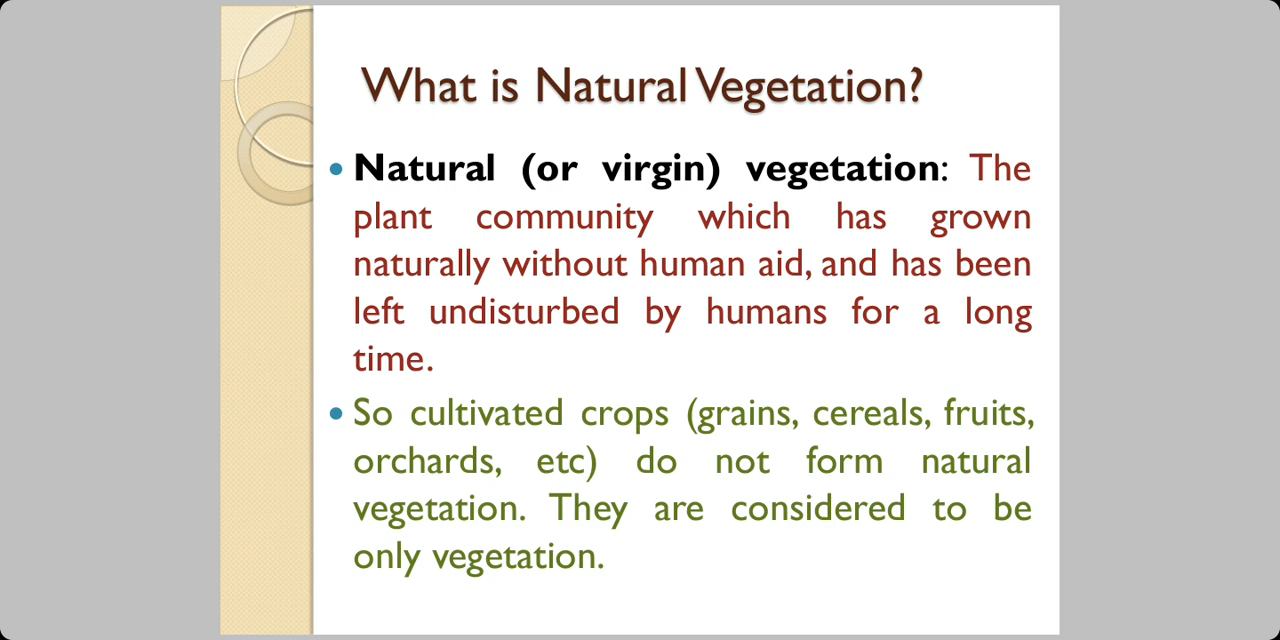 What is Natural Vegetation?
• Natural (or virgin) vegetation: The
plant community which has grown
naturally without human aid, and has been
left undisturbed by humans for a long
time.
• So cultivated crops (grains, cereals, fruits,
orchards, etc) do not form natural
vegetation. They are considered to be
only vegetation.